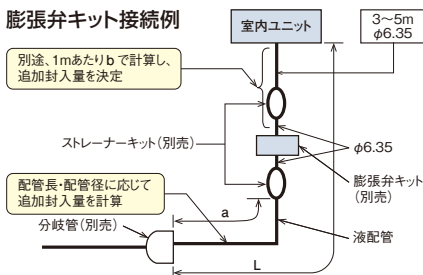 膨張弁キット接続例
室内ユニット
3～5m
φ6.35
別途、1mあたりbで計算し、
追加封入量を決定
ストレーナーキット（別売）
φ6.35
膨張弁キット
（別売）
配管長・配管径に応じて
追加封入量を計算
分岐管（別売）
a
液配管
L